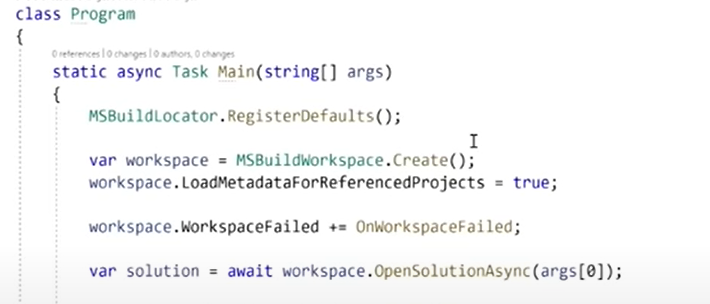 class Program
{
0 references | 0 changes | 0 authors, 0 changes
static async Task Main(string[] args)
{
MSBuildLocator.RegisterDefaults();
var workspace = MSBuildWorkspace.Create();
workspace.LoadMetadataForReferencedProjects = true;
workspace.WorkspaceFailed += OnWorkspaceFailed;
var solution = await workspace.OpenSolutionAsync(args[0]);